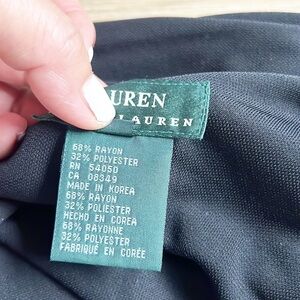 UREN
LAUREN
68% RAYON
32% POLYESTER
RN 54050
CA 08349
MADE IN KOREA
68% RAYON
32% POLIESTER
HECHO EN COREA
68% RAYONNE
32% POLYESTER
FABRIQUÉ EN CORÉE